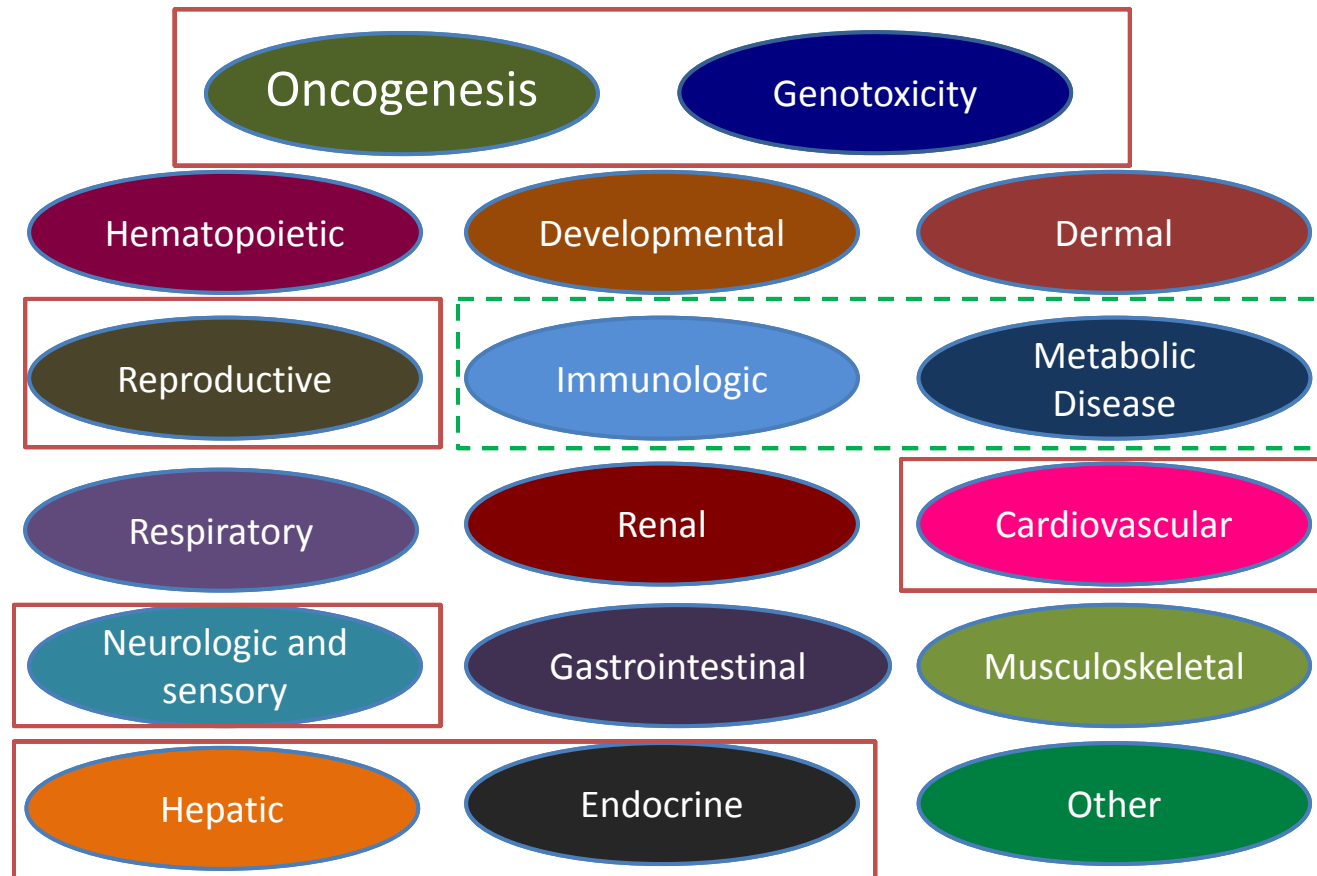 Oncogenesis
Genotoxicity
Hematopoietic
Developmental
Dermal
Reproductive
Immunologic
Metabolic
Disease
Respiratory
Renal
Cardiovascular
Neurologic and
sensory
Gastrointestinal
Musculoskeletal
Hepatic
Endocrine
Other